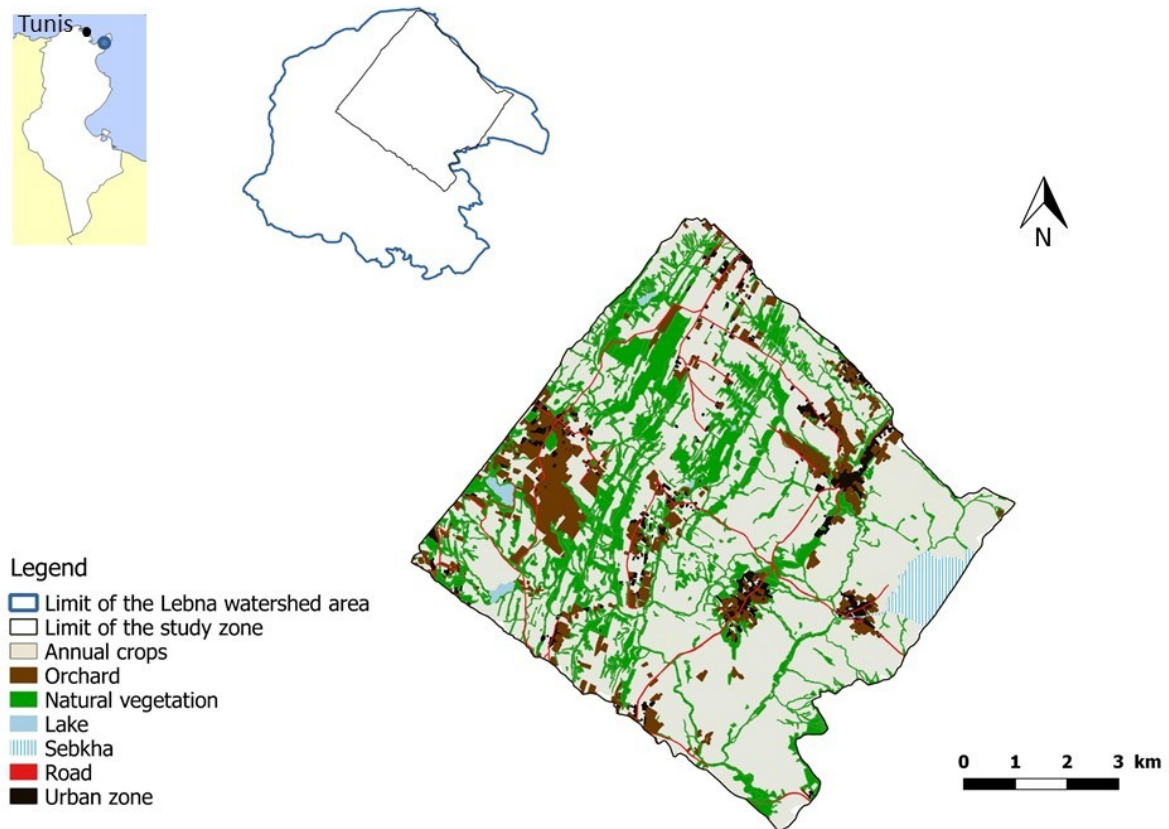 Tunis
N
Legend
Limit of the Lebna watershed area
Limit of the study zone
Annual crops
Orchard
Natural vegetation
Lake
Sebkha
Road
Urban zone
0 1 2 3 km